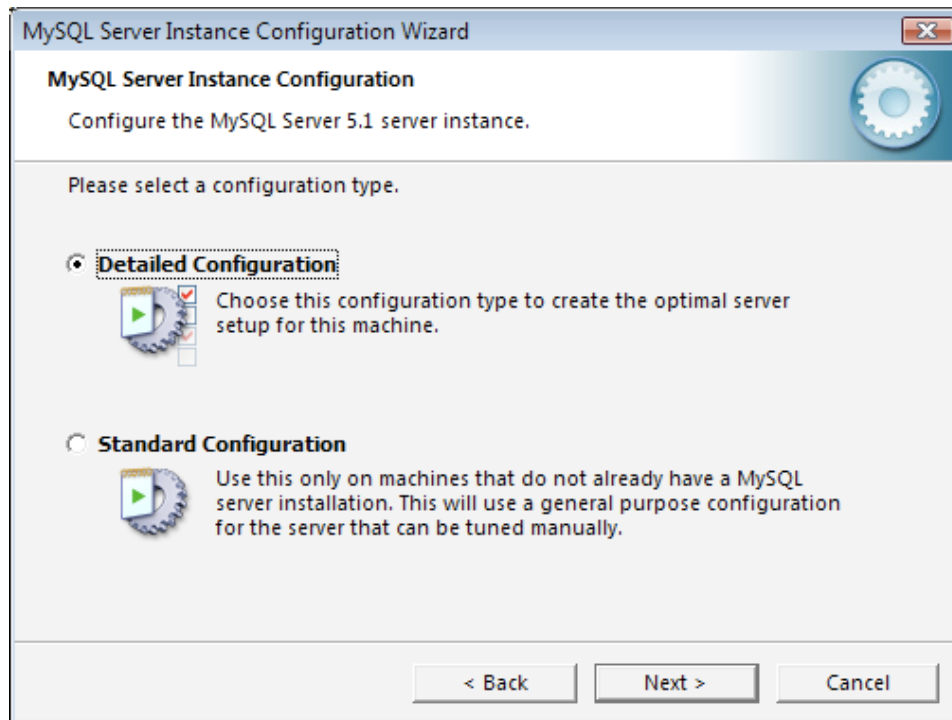 MySQL Server Instance Configuration Wizard
MySQL Server Instance Configuration
Configure the MySQL Server 5.1 server instance.
Please select a configuration type.
Detailed Configuration
Choose this configuration type to create the optimal server
setup for this machine.
Standard Configuration
Use this only on machines that do not already have a MySQL
server installation. This will use a general purpose configuration
for the server that can be tuned manually.
< Back
Next >
Cancel